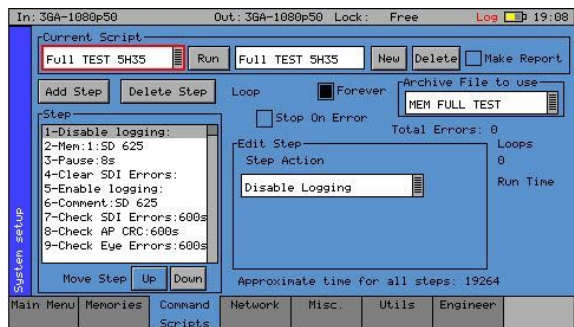 In: 3GA-1080p50 Out: 3GA-1080p50 Lock: Free Log 19:08
Current Script
Full TEST 5H35 Run Full TEST 5H35 New Delete Make Report
Add Step Delete Step Loop Forever Archive File to use
MEM FULL TEST
Stop On Error
Step Total Errors: 0
1-Disable logging: Edit Step Loops
2-Mem:1:SD 625 Step Action 0
3-Pause:8s
4-Clear SDI Errors: Disable Logging Run Time
5-Enable logging:
6-Comment:SD 625
7-Check SDI Errors:600s
8-Check AP CRC:600s
9-Check Eye Errors:600s
System setup
Move Step Up Down Approximate time for all steps: 19264
Main Menu Memories Command Scripts Network Misc. Utils Engineer